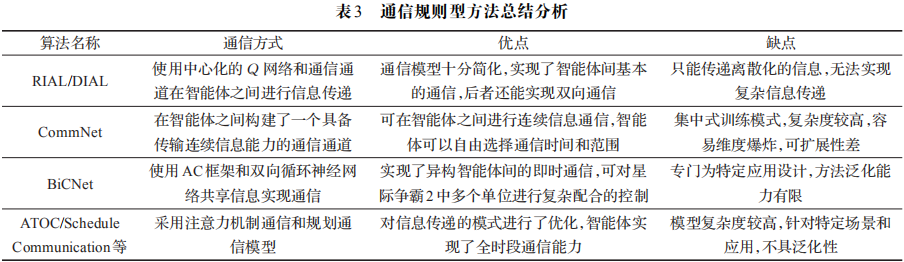 表3 通信规则型方法总结分析
算法名称 通信方式 优点 缺点
RIAL/DIAL 使用中心化的 Q 网络和通信通 通信模型十分简化,实现了智能体间基本 只能传递离散化的信息,无法实现
道在智能体之间进行信息传递 的通信,后者还能实现双向通信 复杂信息传递
CommNet 在智能体之间构建了一个具备 可在智能体之间进行连续信息通信,智能 集中式训练模式,复杂度较高,容
传输连续信息能力的通信通道 体可以自由选择通信时间和范围 易维度爆炸,可扩展性差
BiCNet 使用AC框架和双向循环神经网 实现了异构智能体间的即时通信,可对星 专门为特定应用设计,方法泛化能
络共享信息实现通信 际争霸2中多个单位进行复杂配合的控制 力有限
ATOC/Schedule 采用注意力机制通信和规划通 对信息传递的模式进行了优化,智能体实 模型复杂度较高,针对特定场景和
Communication等 信模型 现了全时段通信能力 应用,不具泛化性